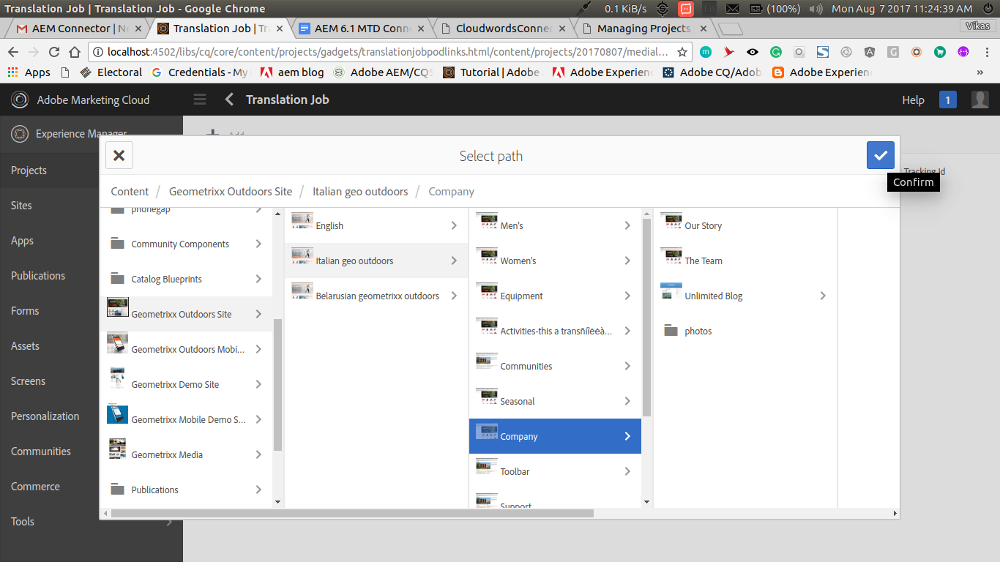 Translation Job | Translation Job - Google Chrome
0.1 KiB/s
En
(100%)
Mon Aug 7 2017 11:24:39 AM
AEM Connector | Ne
Translation Job | Tra
AEM 6.1 MTD Conn
CloudwordsConnec
Managing Projects
Vikas
localhost:4502/libs/cq/core/content/projects/gadgets/translationjobpodlinks.html/content/projects/20170807/medial...
Apps
Electoral
Credentials - My
aem blog
Adobe AEM/CQ5
Tutorial | Adobe
Adobe Experien
Adobe CQ/Adob
Adobe Experienc
»
Adobe Marketing Cloud
Translation Job
Help
1
Experience Manager
Add
Projects
Sites
Apps
Publications
Forms
Assets
Screens
Personalization
Communities
Commerce
Tools
Select path
Tracking Id
Confirm
Content / Geometrixx Outdoors Site / Italian geo outdoors / Company
phonegap
Community Components
Catalog Blueprints
Geometrixx Outdoors Site
Geometrixx Outdoors Mobi...
Geometrixx Demo Site
Geometrixx Mobile Demo S...
Geometrixx Media
Publications
English
Italian geo outdoors
Belarusian geometrixx outdoors
Men's
Women's
Equipment
Activities-this a transñíîėėà...
Communities
Seasonal
Company
Toolbar
Support
Our Story
The Team
Unlimited Blog
photos